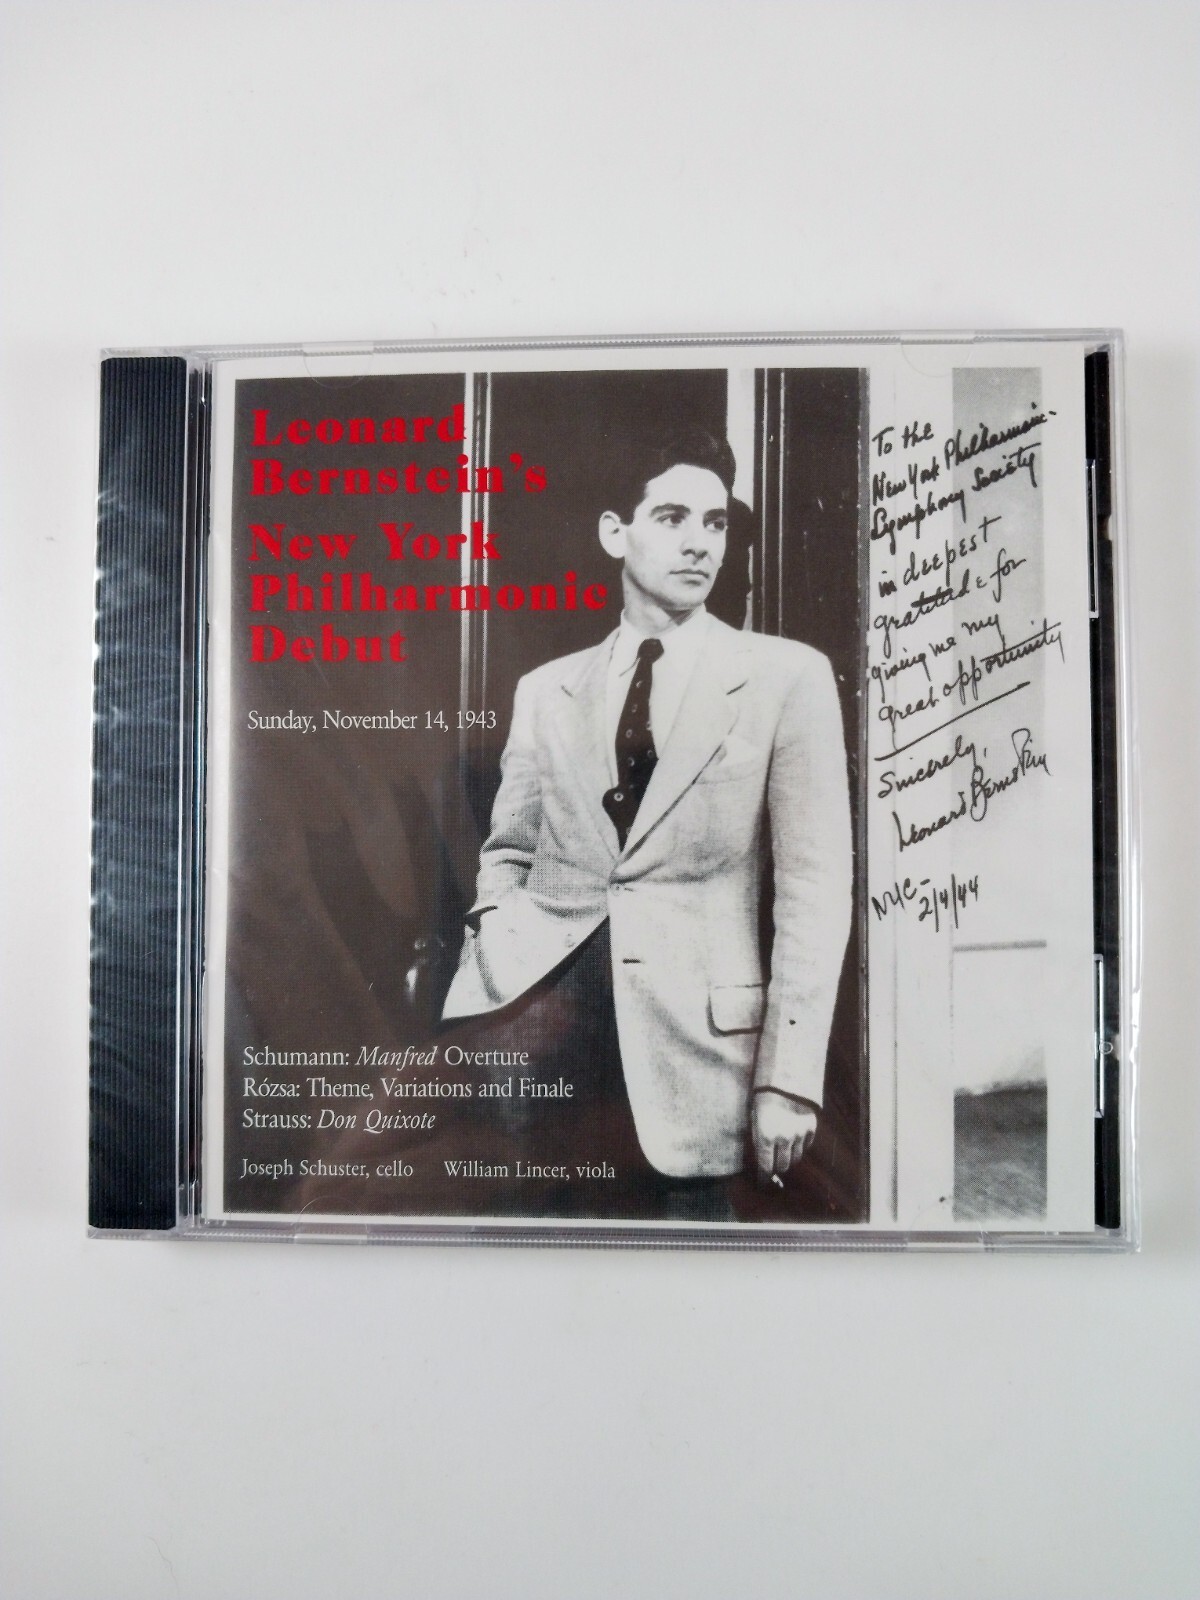 Leonard
Bernstein's
New York
Philharmonic
Debut
Sunday, November 14, 1943
Schumann: Manfred Overture
Rózsa: Theme, Variations and Finale
Strauss: Don Quixote
Joseph Schuster, cello William Lincer, viola
To the
New York Philharmonic-
Symphony Society
in deepest
gratitude for
giving me my
great opportunity
Sincerely,
Leonard Bernstein
NYC-
2/4/44